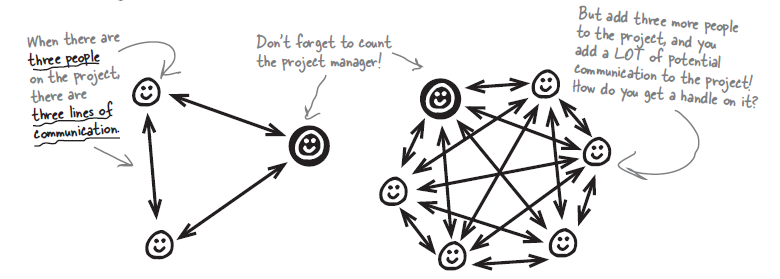 When there are
three people
on the project,
there are
three lines of
communication.
Don't forget to count
the project manager!
But add three more people
to the project, and you
add a LOT of potential
communication to the project!
How do you get a handle on it?